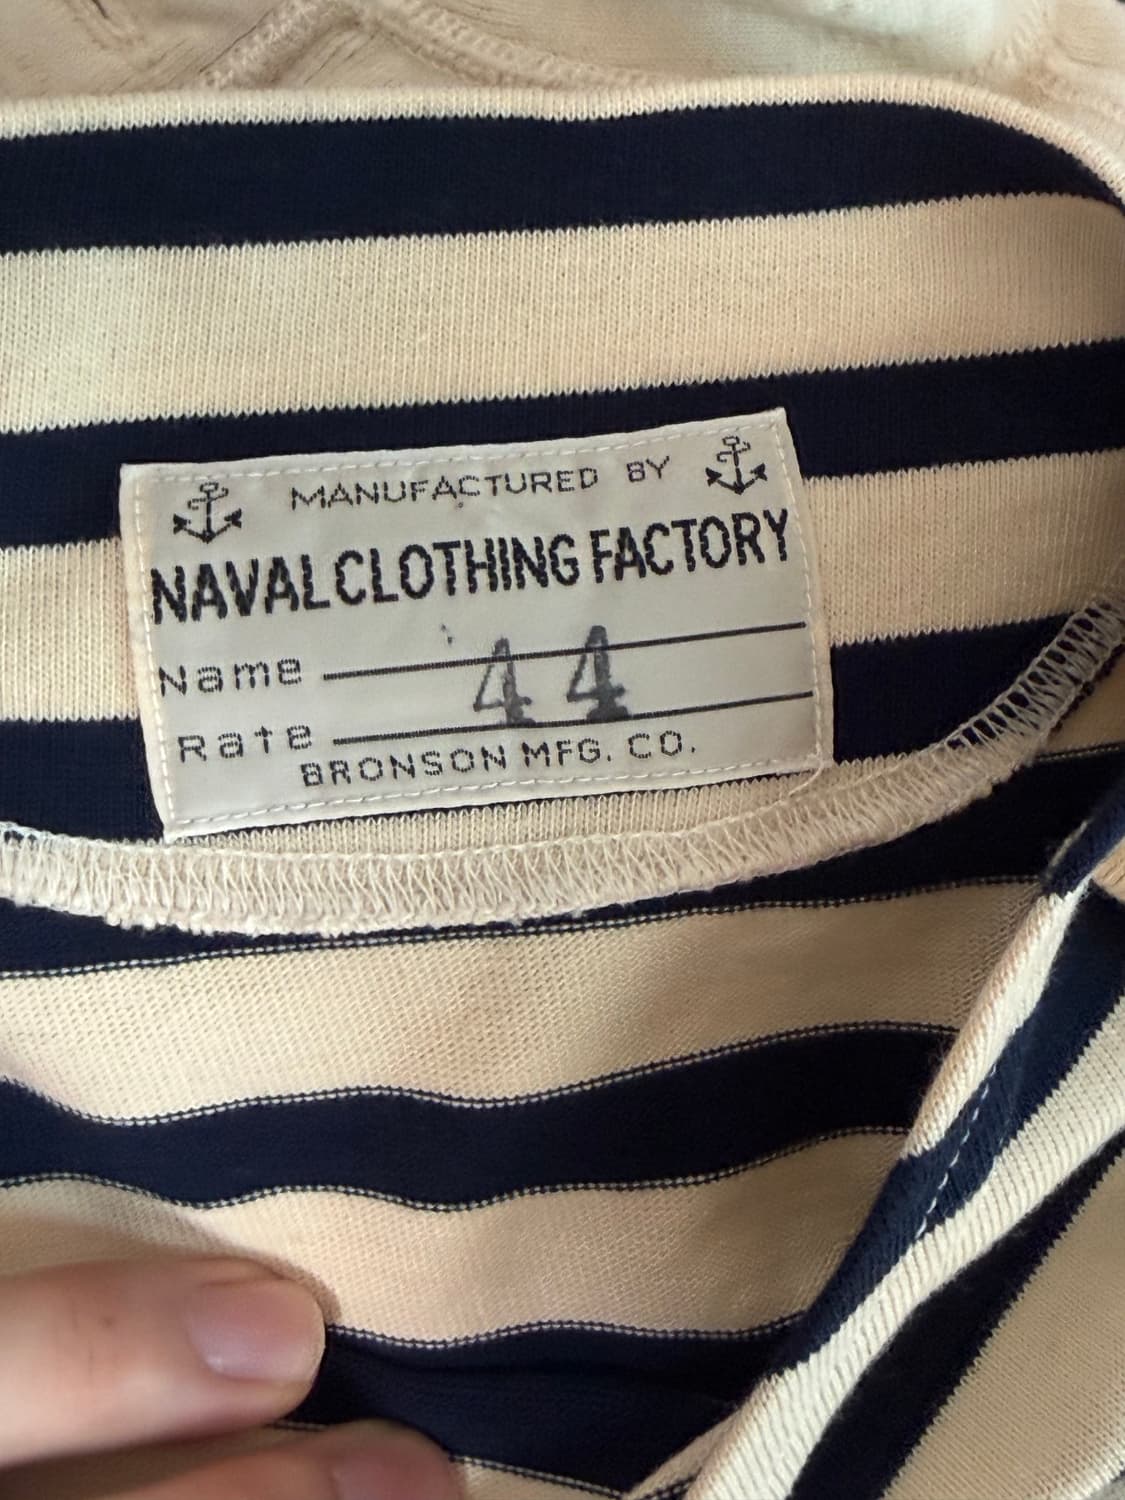 MANUFACTURED BY
NAVAL CLOTHING FACTORY
Name
44
Rate
BRONSON MFG. CO.